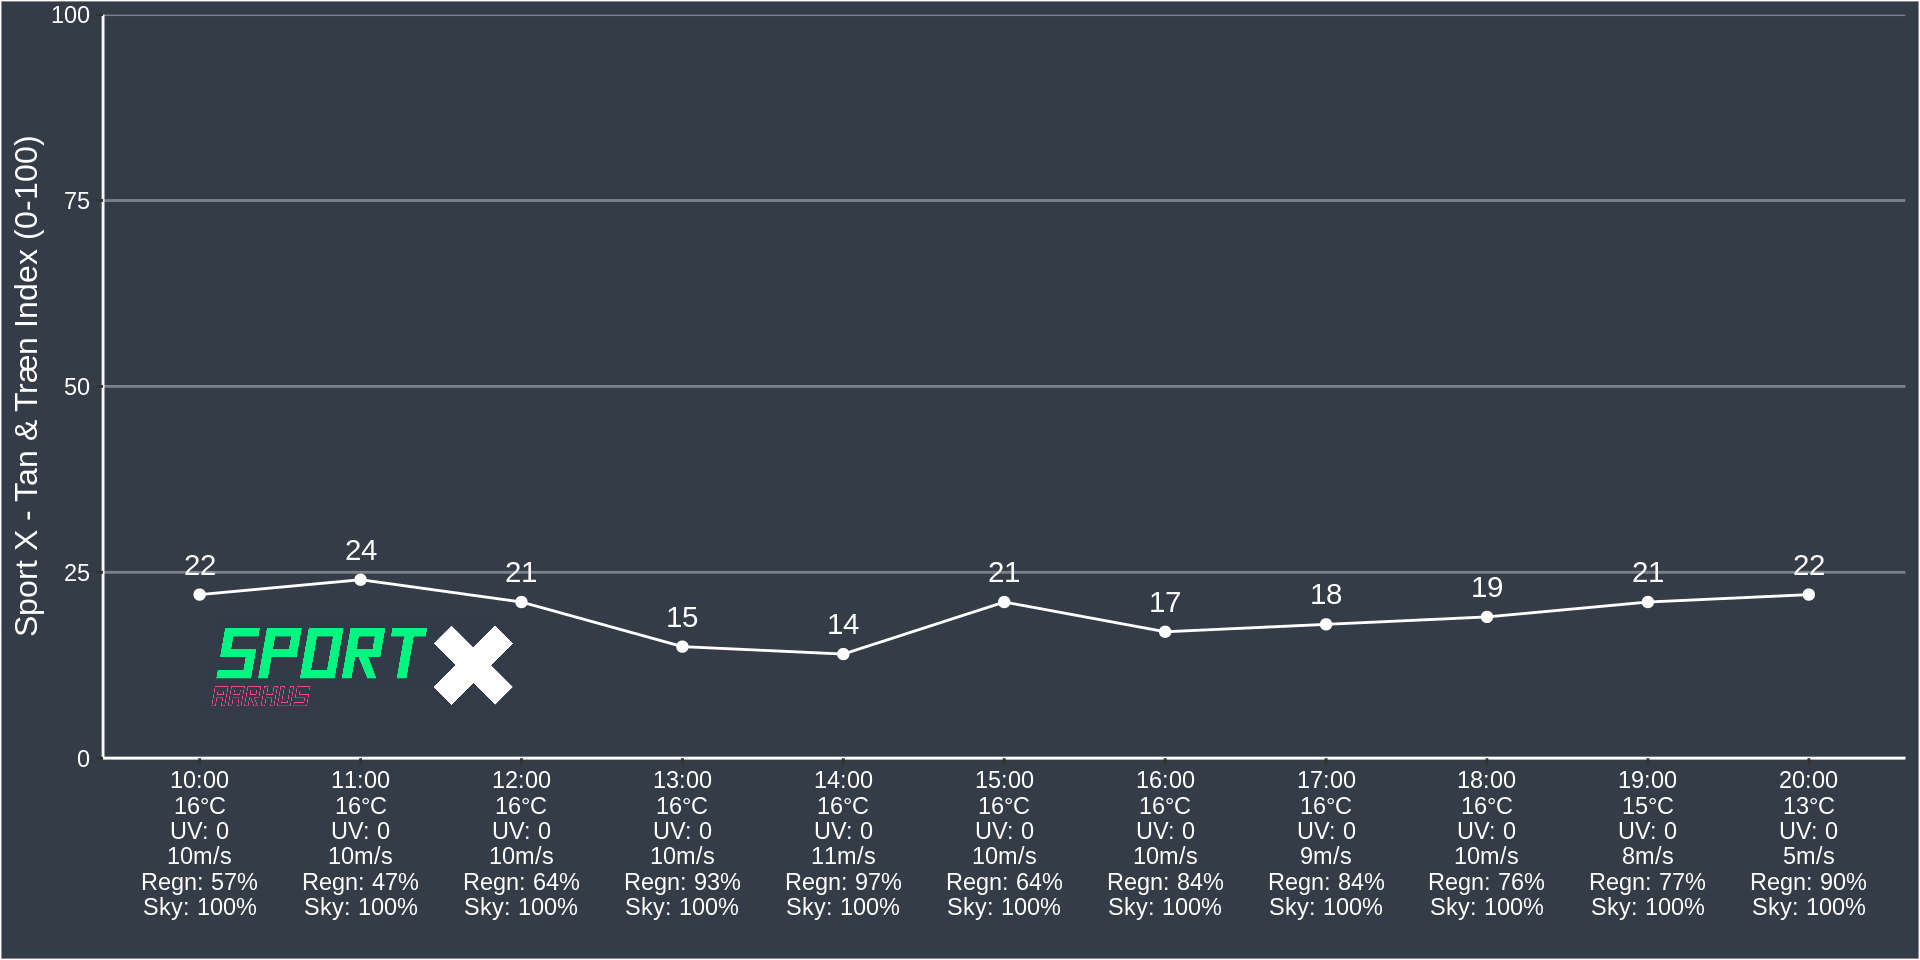 Sport X - Tan & Træn Index (0-100)
100
75
50
25
0
22
24
21
15
14
21
17
18
19
21
22
SPORT X
AARHUS
10:00 11:00 12:00 13:00 14:00 15:00 16:00 17:00 18:00 19:00 20:00
16°C 16°C 16°C 16°C 16°C 16°C 16°C 16°C 16°C 15°C 13°C
UV: 0 UV: 0 UV: 0 UV: 0 UV: 0 UV: 0 UV: 0 UV: 0 UV: 0 UV: 0 UV: 0
10m/s 10m/s 10m/s 10m/s 11m/s 10m/s 10m/s 9m/s 10m/s 8m/s 5m/s
Regn: 57% Regn: 47% Regn: 64% Regn: 93% Regn: 97% Regn: 64% Regn: 84% Regn: 84% Regn: 76% Regn: 77% Regn: 90%
Sky: 100% Sky: 100% Sky: 100% Sky: 100% Sky: 100% Sky: 100% Sky: 100% Sky: 100% Sky: 100% Sky: 100% Sky: 100%